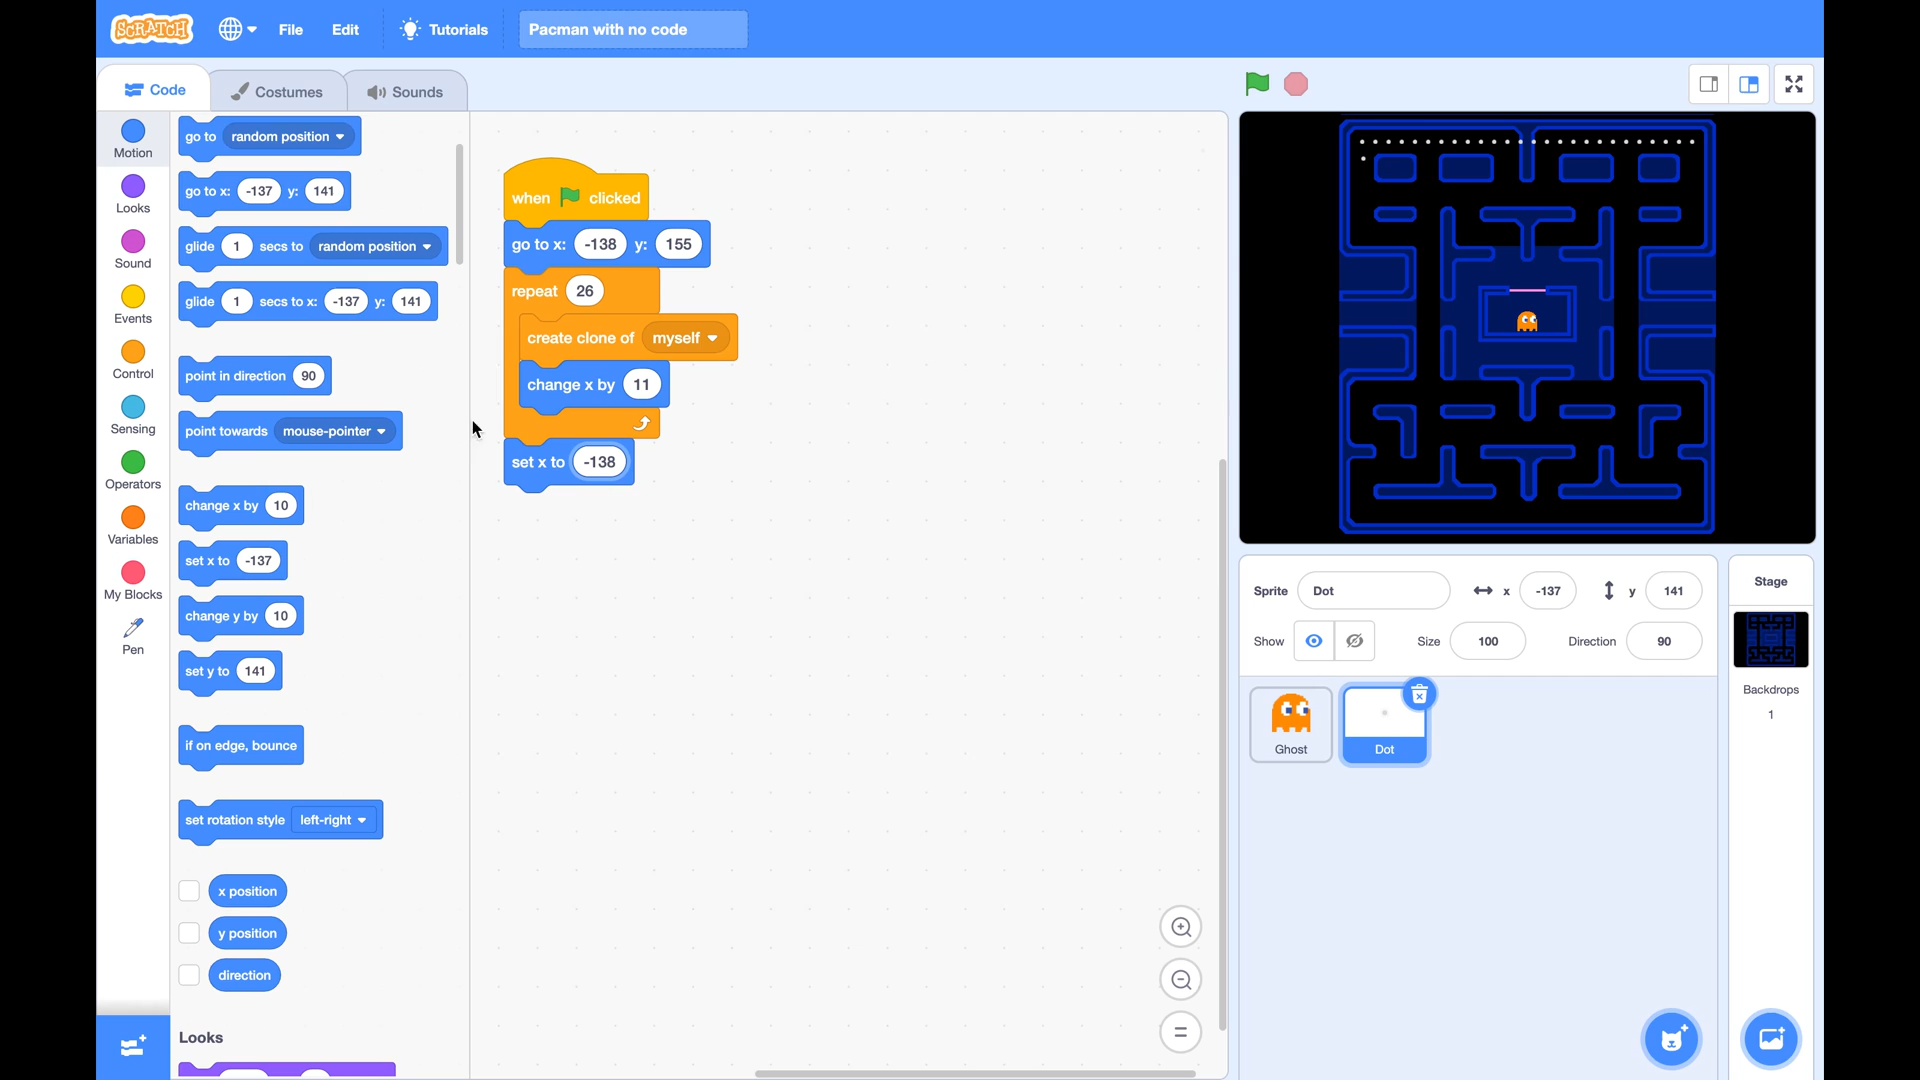 SCRATCH File Edit Tutorials Pacman with no code
Code Costumes Sounds
Motion
Looks
Sound
Events
Control
Sensing
Operators
Variables
My Blocks
Pen
go to random position
go to x: -137 y: 141
glide 1 secs to random position
glide 1 secs to x: -137 y: 141
point in direction 90
point towards mouse-pointer
change x by 10
set x to -137
change y by 10
set y to 141
if on edge, bounce
set rotation style left-right
x position
y position
direction
Looks
when clicked
go to x: -138 y: 155
repeat 26
create clone of myself
change x by 11
set x to -138
Sprite Dot x -137 y 141
Show Size 100 Direction 90
Ghost
Dot
Stage
Backdrops
1